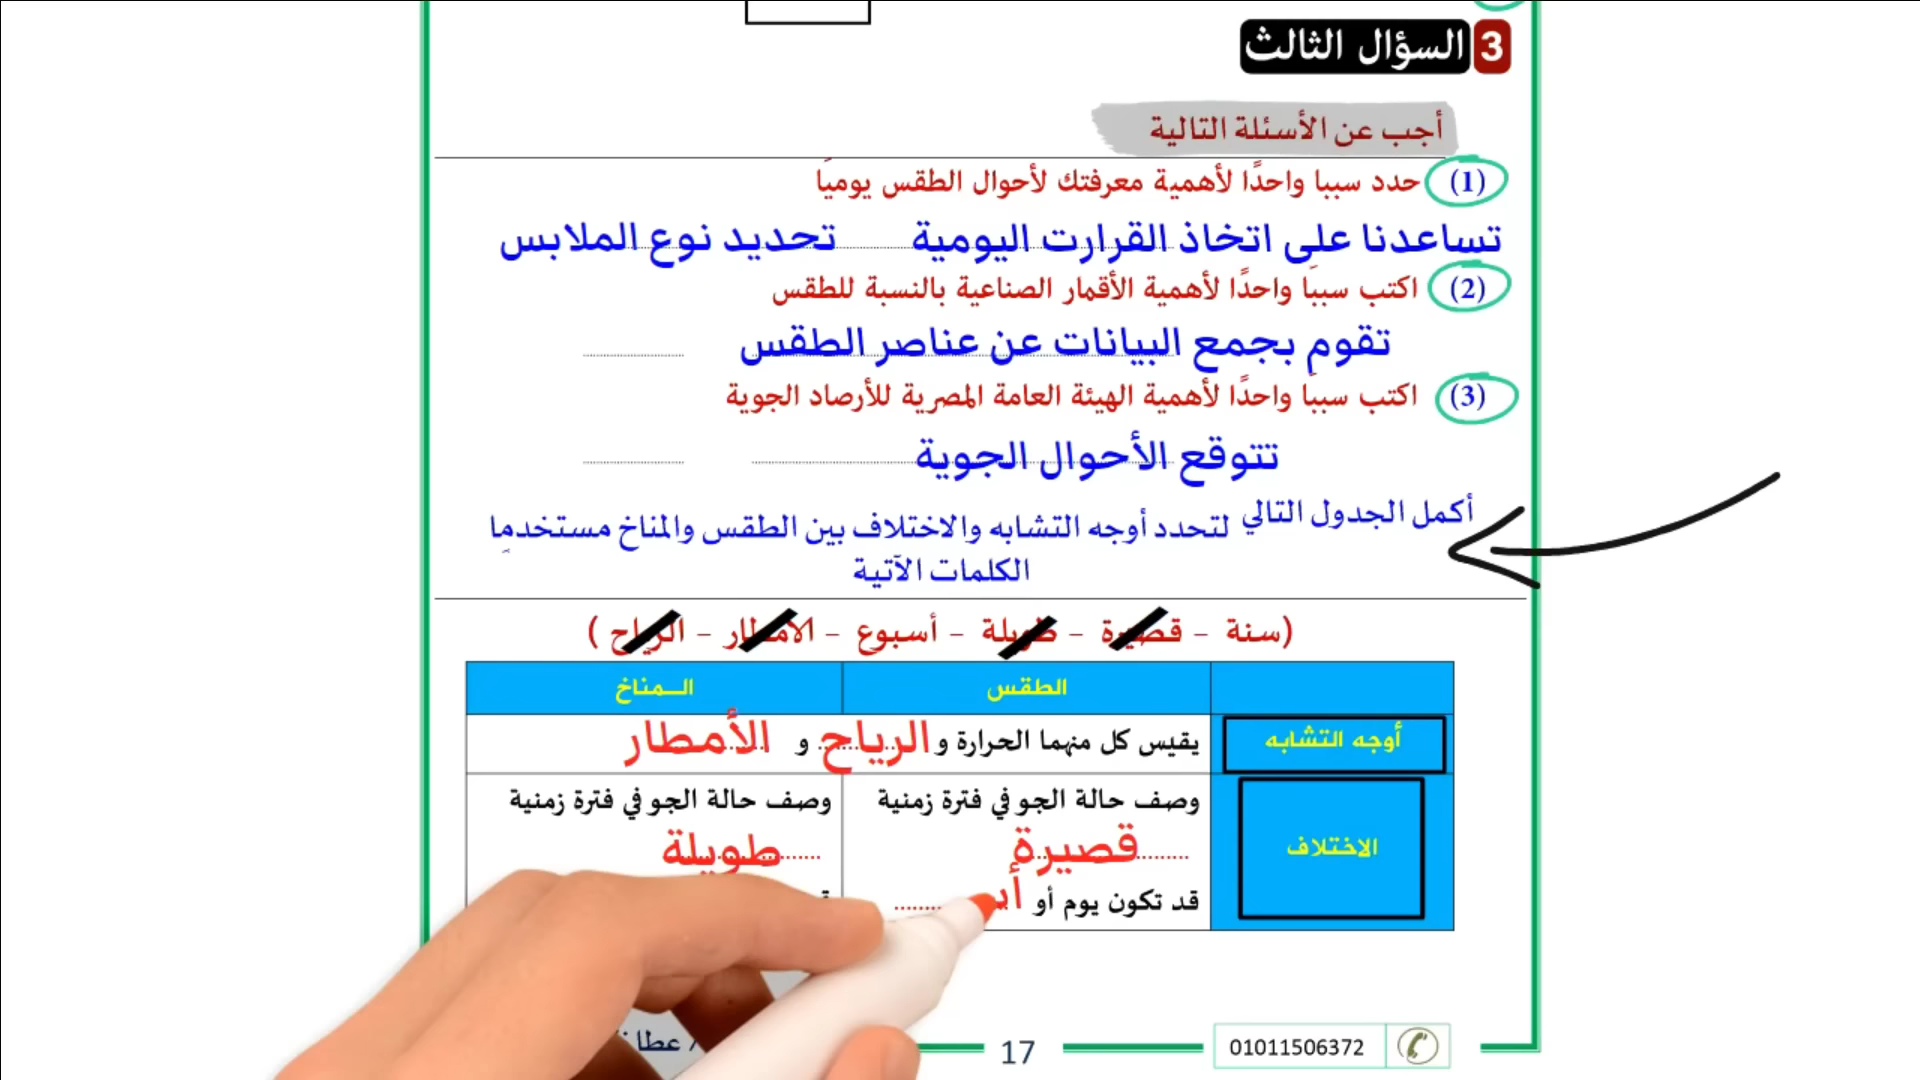 3 السؤال الثالث
أجب عن الأسئلة التالية
(1) حدد سببا واحدًا لأهمية معرفتك لأحوال الطقس يوميًا
تساعدنا على اتخاذ القرارت اليومية تحديد نوع الملابس
(2) اكتب سببًا واحدًا لأهمية الأقمار الصناعية بالنسبة للطقس
تقوم بجمع البيانات عن عناصر الطقس
(3) اكتب سببًا واحدًا لأهمية الهيئة العامة المصرية للأرصاد الجوية
تتوقع الأحوال الجوية
أكمل الجدول التالي لتحدد أوجه التشابه والاختلاف بين الطقس والمناخ مستخدمًا
الكلمات الآتية
(سنة - قصيرة - طويلة - أسبوع - الامطار - الرياح )
الطقس المناخ
أوجه التشابه يقيس كل منهما الحرارة و الرياح و الأمطار
الاختلاف
وصف حالة الجو في فترة زمنية قصيرة
قد تكون يوم أو
وصف حالة الجو في فترة زمنية طويلة
01011506372
17
/ عطا